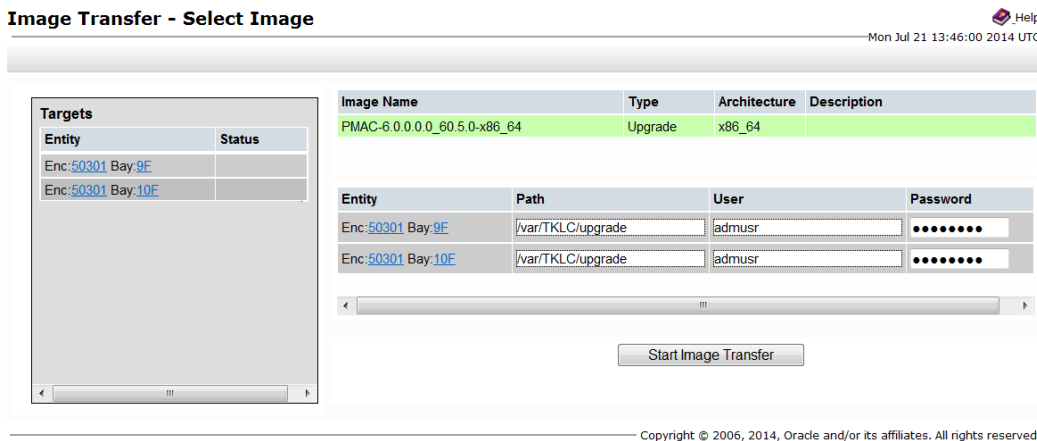 Image Transfer - Select Image
Help
Mon Jul 21 13:46:00 2014 UTC
Targets
Entity Status
Enc:50301 Bay:9F
Enc:50301 Bay:10F
Image Name Type Architecture Description
PMAC-6.0.0.0.0_60.5.0-x86_64 Upgrade x86_64
Entity Path User Password
Enc:50301 Bay:9F /var/TKLC/upgrade admusr ●●●●●●●●
Enc:50301 Bay:10F /var/TKLC/upgrade admusr ●●●●●●●●
Start Image Transfer
Copyright © 2006, 2014, Oracle and/or its affiliates. All rights reserved